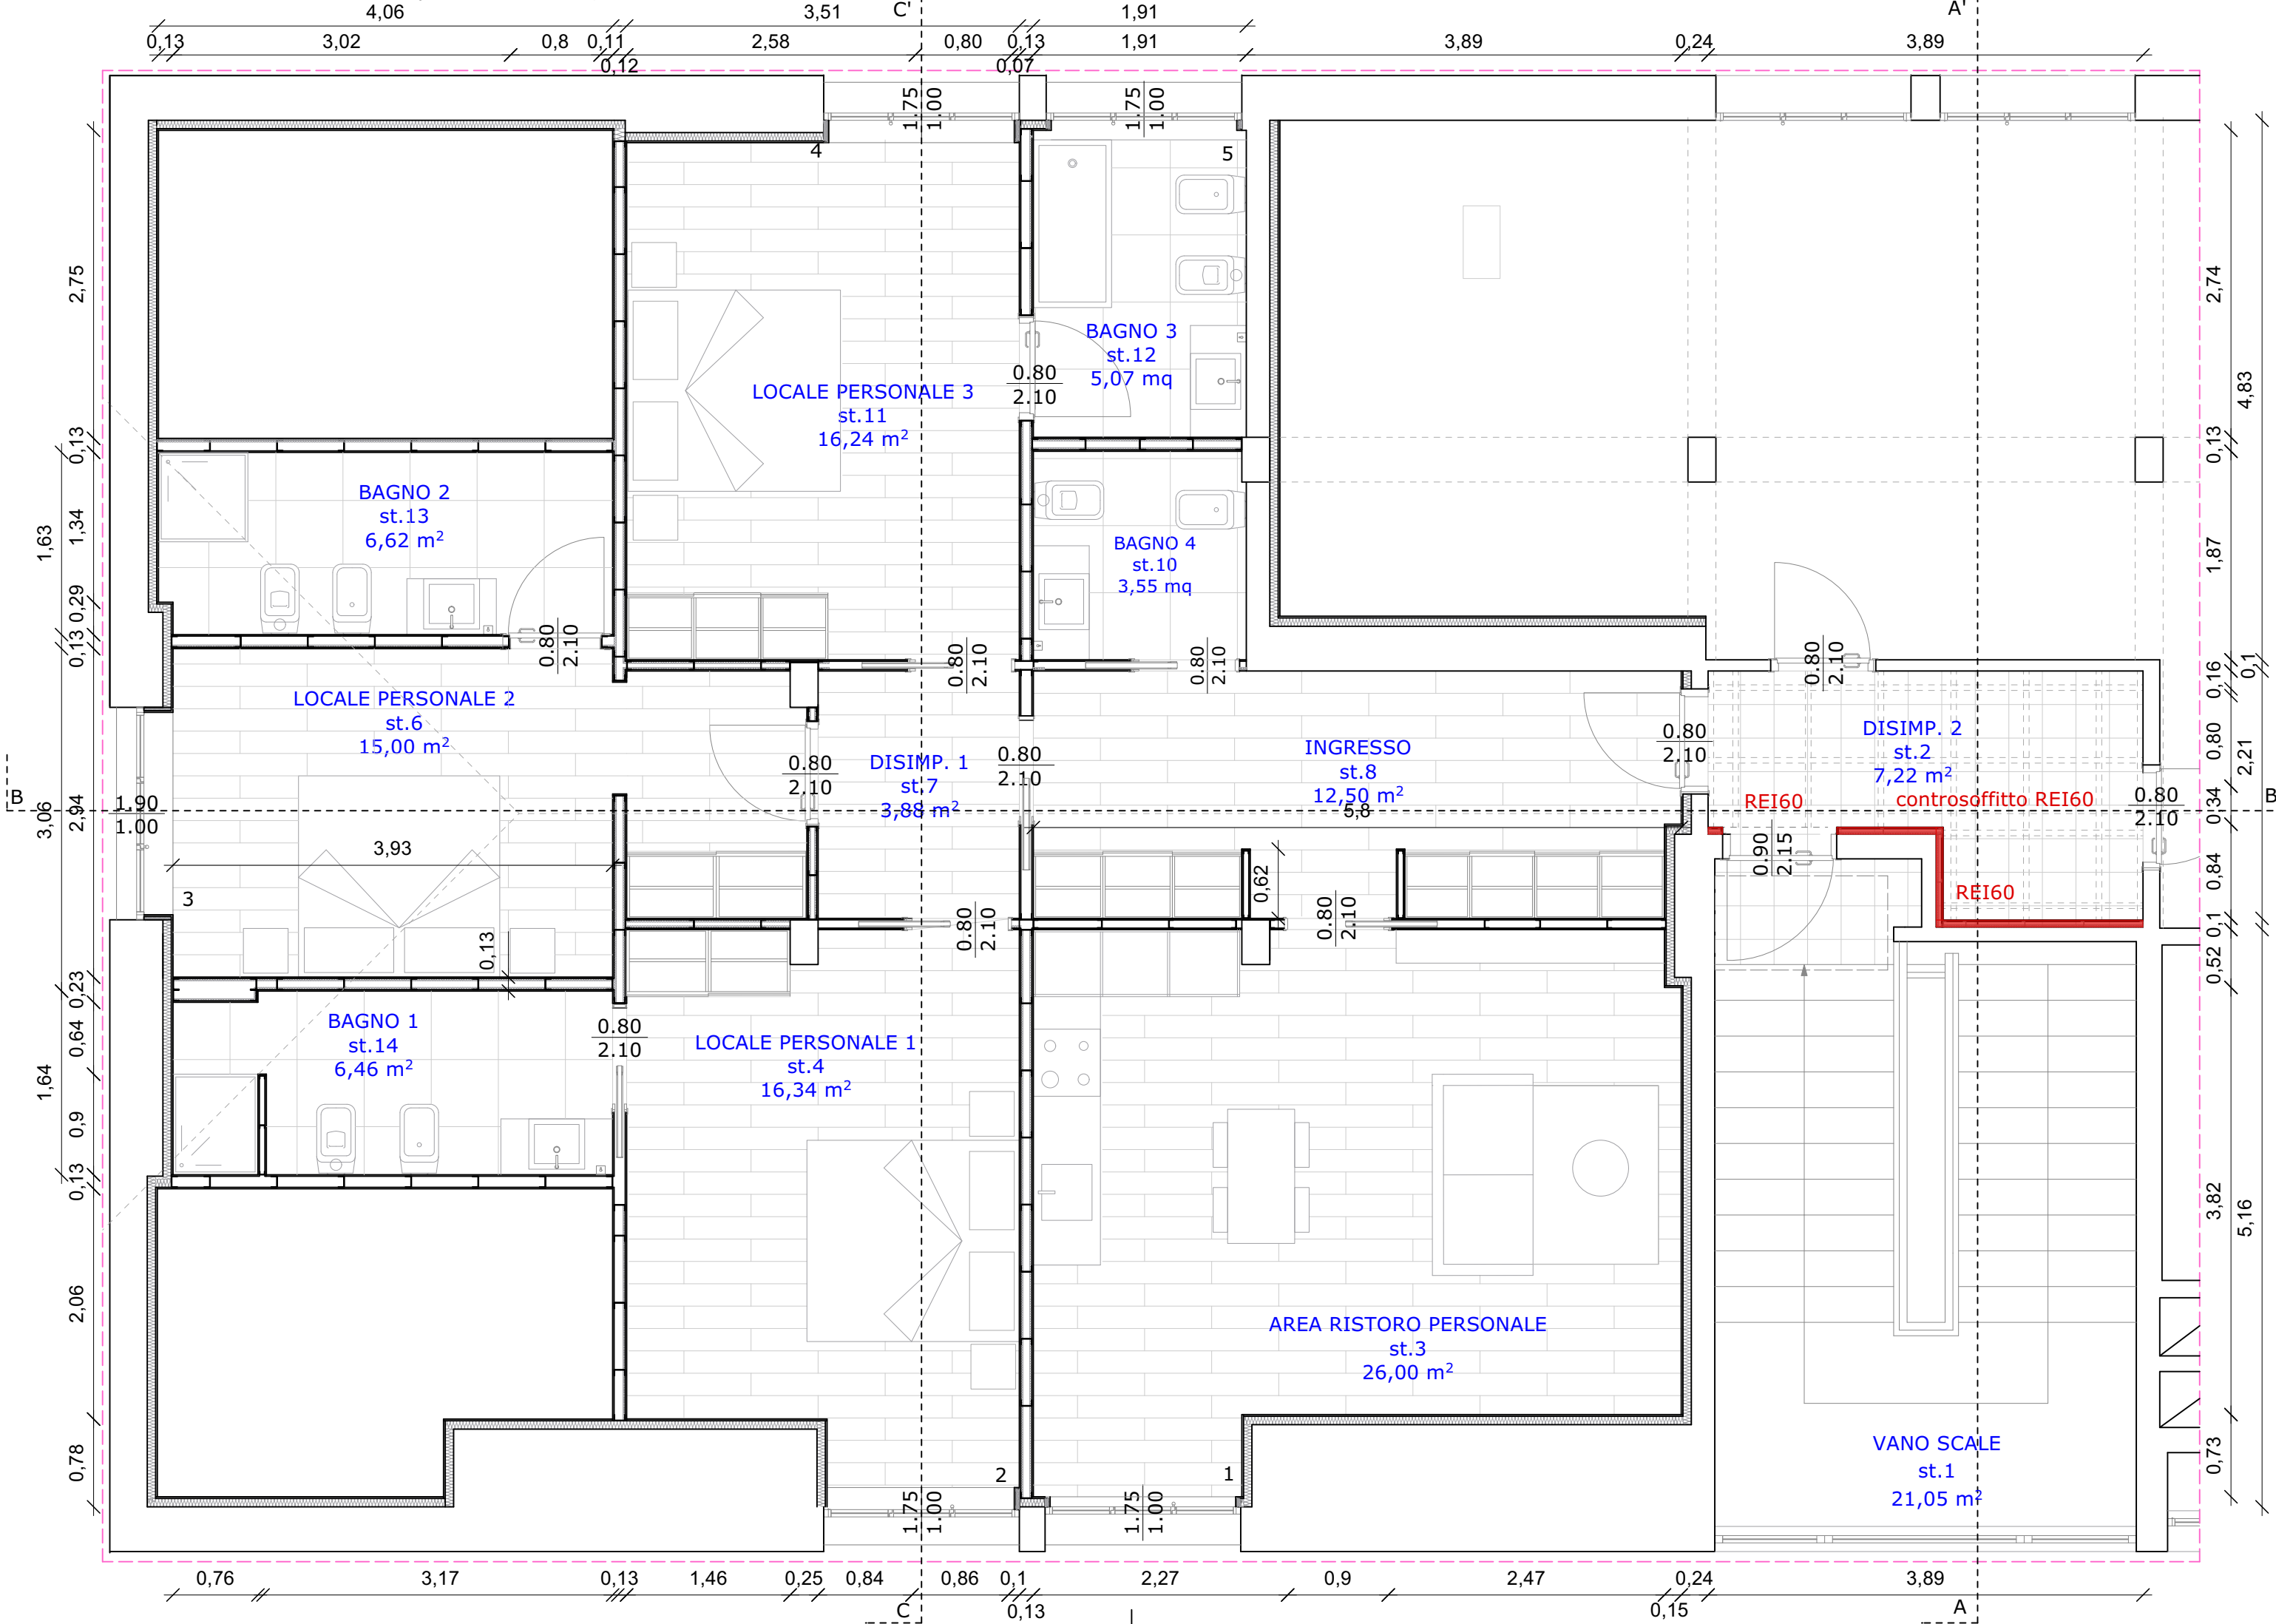 4,06
3,51
C'
1,91
A'
0,13
3,02
0,8
0,11
2,58
0,80
0,13
1,91
3,89
0,24
3,89
0,12
0,07
1.75
1.00
1.75
1.00
4
5
2,75
2,74
BAGNO 3
st.12
5,07 mq
0.80
2.10
LOCALE PERSONALE 3
st.11
16,24 m²
4,83
0,13
0,13
BAGNO 2
st.13
6,62 m²
1,63
1,34
BAGNO 4
st.10
3,55 mq
1,87
0,29
0,13
0.80
2.10
0.80
2.10
0.80
2.10
0.80
2.10
0,16
0,1
LOCALE PERSONALE 2
st.6
15,00 m²
0.80
2.10
DISIMP. 1
st.7
3,88 m²
0.80
2.10
INGRESSO
st.8
12,50 m²
5,8
0.80
2.10
DISIMP. 2
st.2
7,22 m²
0,80
2,21
REI60
controsoffitto REI60
0.80
2.10
0,34
B
B
1.90
1.00
3,06
2,94
3,93
0,62
0.90
2.15
0,84
REI60
3
0,13
0.80
2.10
0.80
2.10
0,1
0,52
0,23
BAGNO 1
st.14
6,46 m²
0.80
2.10
LOCALE PERSONALE 1
st.4
16,34 m²
0,64
1,64
0,9
0,13
3,82
5,16
2,06
AREA RISTORO PERSONALE
st.3
26,00 m²
0,78
2
1
VANO SCALE
st.1
21,05 m²
0,73
1.75
1.00
1.75
1.00
0,76
3,17
0,13
1,46
0,25
0,84
0,86
0,1
2,27
0,9
2,47
0,24
3,89
C
0,13
0,15
A